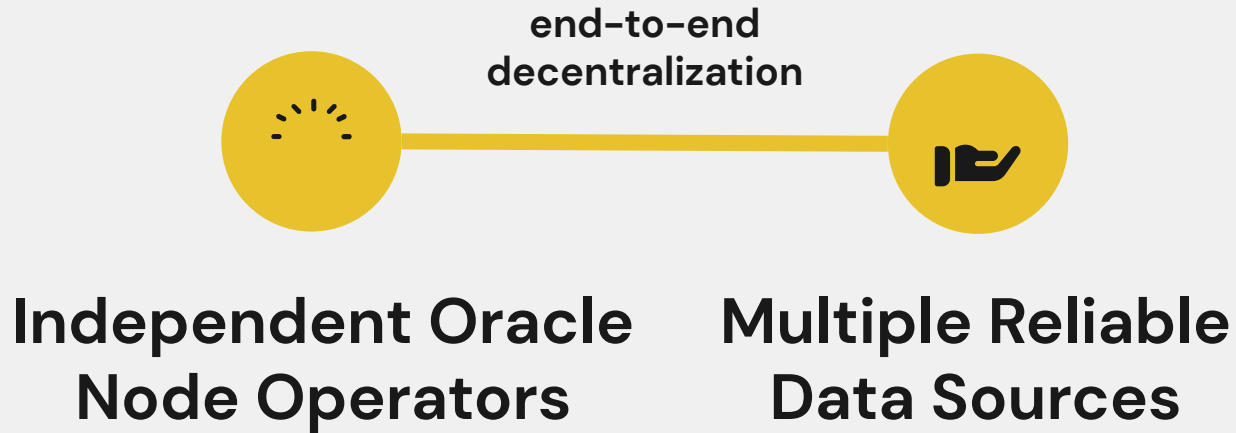 end-to-end
decentralization
Independent Oracle
Node Operators
Multiple Reliable
Data Sources